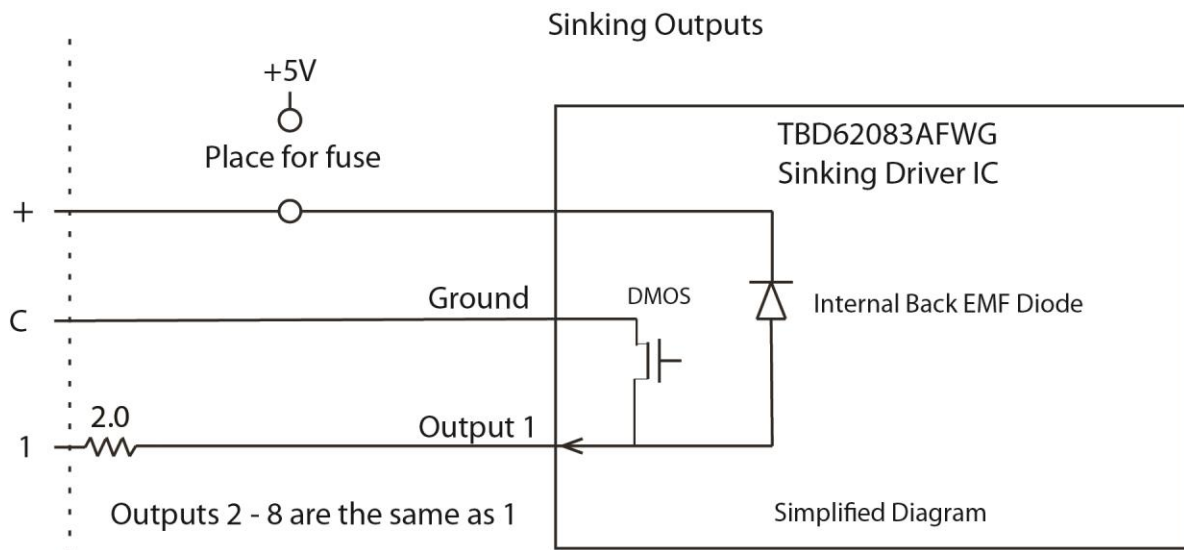 Sinking Outputs
+5V
Place for fuse
TBD62083AFWG
Sinking Driver IC
+
Ground
DMOS
Internal Back EMF Diode
C
2.0
Output 1
1
Outputs 2 - 8 are the same as 1
Simplified Diagram